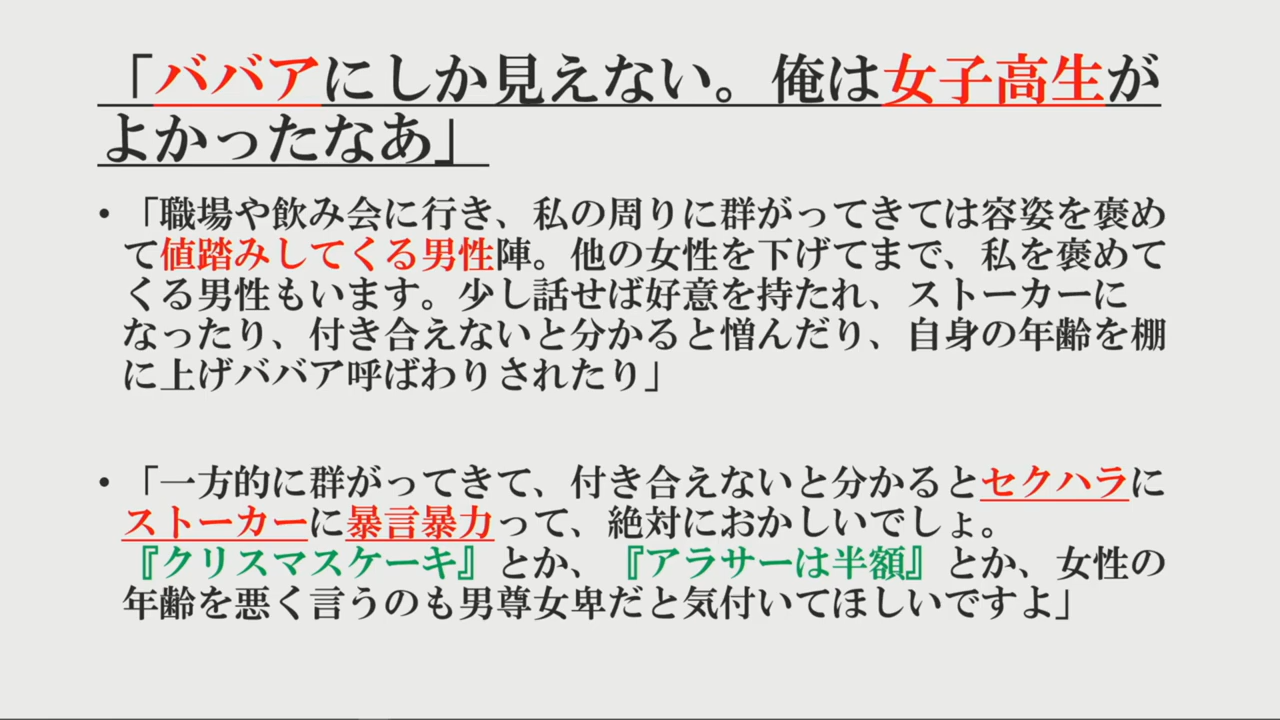 「ババアにしか見えない。俺は女子高生が
よかったなあ」
• 「職場や飲み会に行き、私の周りに群がってきては容姿を褒め
て値踏みしてくる男性陣。他の女性を下げてまで、私を褒めて
くる男性もいます。少し話せば好意を持たれ、ストーカーに
なったり、付き合えないと分かると憎んだり、自身の年齢を棚
に上げババア呼ばわりされたり」
• 「一方的に群がってきて、付き合えないと分かるとセクハラに
ストーカーに暴言暴力って、絶対におかしいでしょ。
『クリスマスケーキ』とか、『アラサーは半額』とか、女性の
年齢を悪く言うのも男尊女卑だと気付いてほしいですよ」